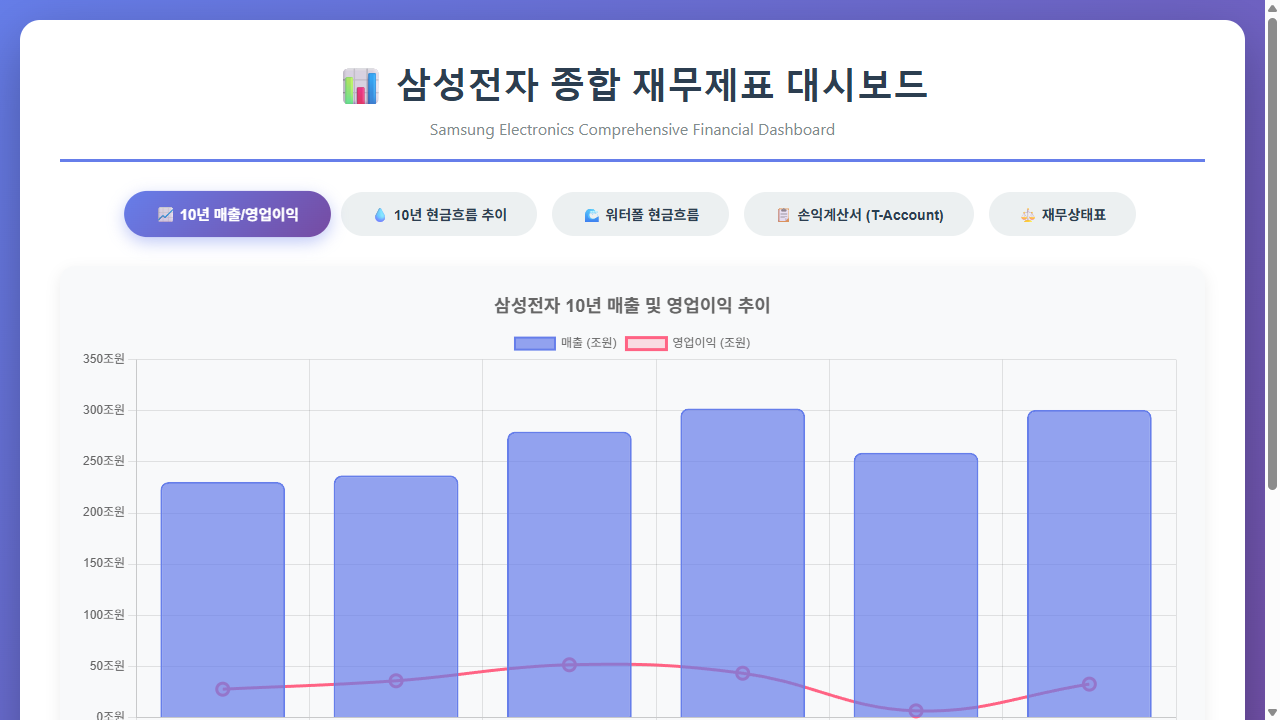 삼성전자 종합 재무제표 대시보드
Samsung Electronics Comprehensive Financial Dashboard
10년 매출/영업이익
10년 현금흐름 추이
워터폴 현금흐름
손익계산서 (T-Account)
재무상태표
삼성전자 10년 매출 및 영업이익 추이
매출 (조원)
영업이익 (조원)
350조원
300조원
250조원
200조원
150조원
100조원
50조원
0조원